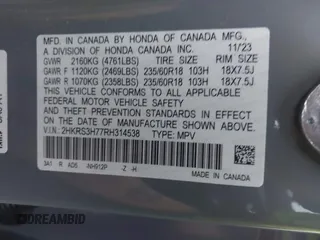 MFD. IN CANADA BY HONDA OF CANADA MFG.,
A DIVISION OF HONDA CANADA INC. 11/23
GVWR 2160KG (4761LBS) TIRE SIZE RIM SIZE
GAWR F 1120KG (2469LBS) 235/60R18 103H 18X7.5J
GAWR R 1070KG (2358LBS) 235/60R18 103H 18X7.5J
THIS VEHICLE CONFORMS TO ALL APPLICABLE
FEDERAL MOTOR VEHICLE SAFETY STANDARDS IN
EFFECT ON THE DATE OF MANUFACTURE SHOWN ABOVE.
V.I.N: 2HKRS3H77RH314538 TYPE: MPV
3A1 R AD5 NH912P Z -H
MADE IN CANADA
© DREAMBID